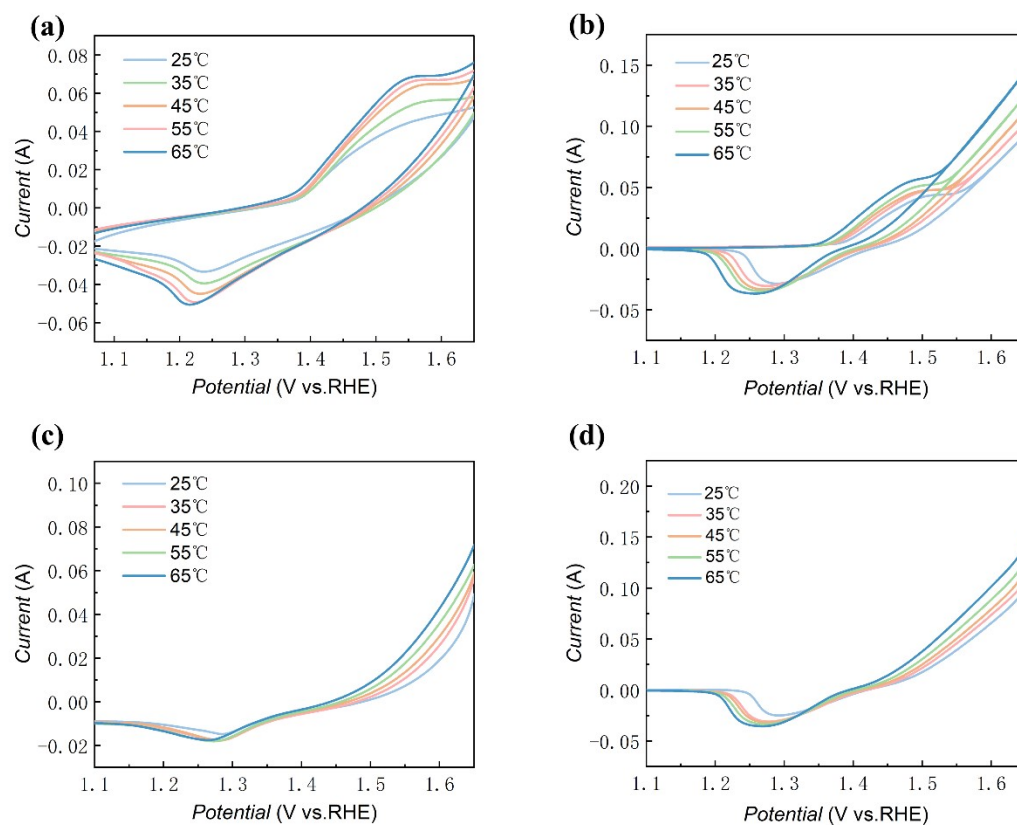 (a)
0.08
0.06
0.04
0.02
0.00
-0.02
-0.04
-0.06
Current (A)
25℃
35℃
45℃
55℃
65℃
1.1 1.2 1.3 1.4 1.5 1.6
Potential (V vs.RHE)
(b)
0.15
0.10
0.05
0.00
-0.05
Current (A)
25℃
35℃
45℃
55℃
65℃
1.1 1.2 1.3 1.4 1.5 1.6
Potential (V vs.RHE)
(c)
0.10
0.08
0.06
0.04
0.02
0.00
-0.02
Current (A)
25℃
35℃
45℃
55℃
65℃
1.1 1.2 1.3 1.4 1.5 1.6
Potential (V vs.RHE)
(d)
0.20
0.15
0.10
0.05
0.00
-0.05
Current (A)
25℃
35℃
45℃
55℃
65℃
1.1 1.2 1.3 1.4 1.5 1.6
Potential (V vs.RHE)